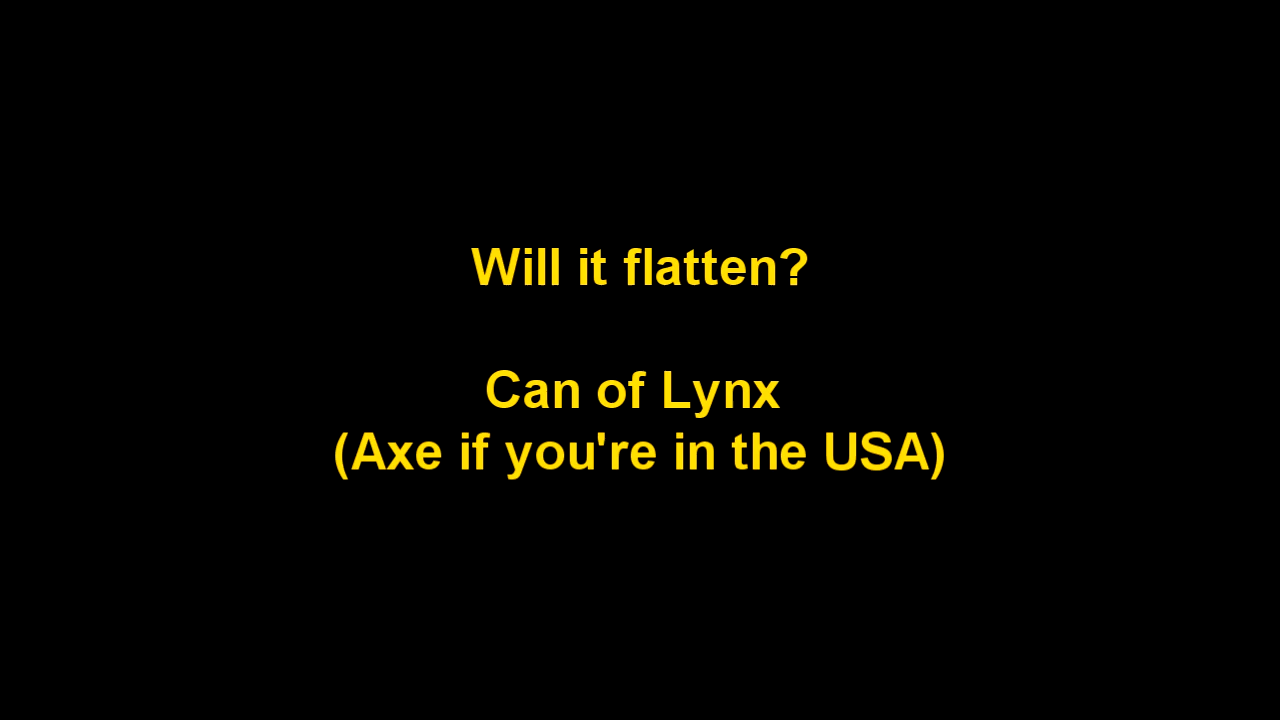 Will it flatten?
Can of Lynx
(Axe if you're in the USA)